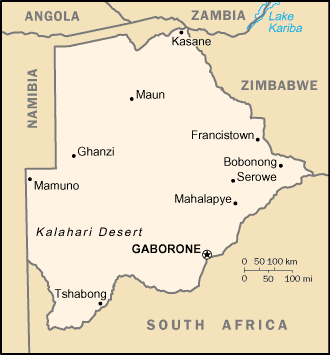 ANGOLA
ZAMBIA
Lake
Kariba
Kasane
ZIMBABWE
NAMIBIA
Maun
Francistown
Ghanzi
Bobonong
Serowe
Mamuno
Mahalapye
Kalahari Desert
GABORONE
0 50 100 km
0 50 100 mi
Tshabong
SOUTH AFRICA